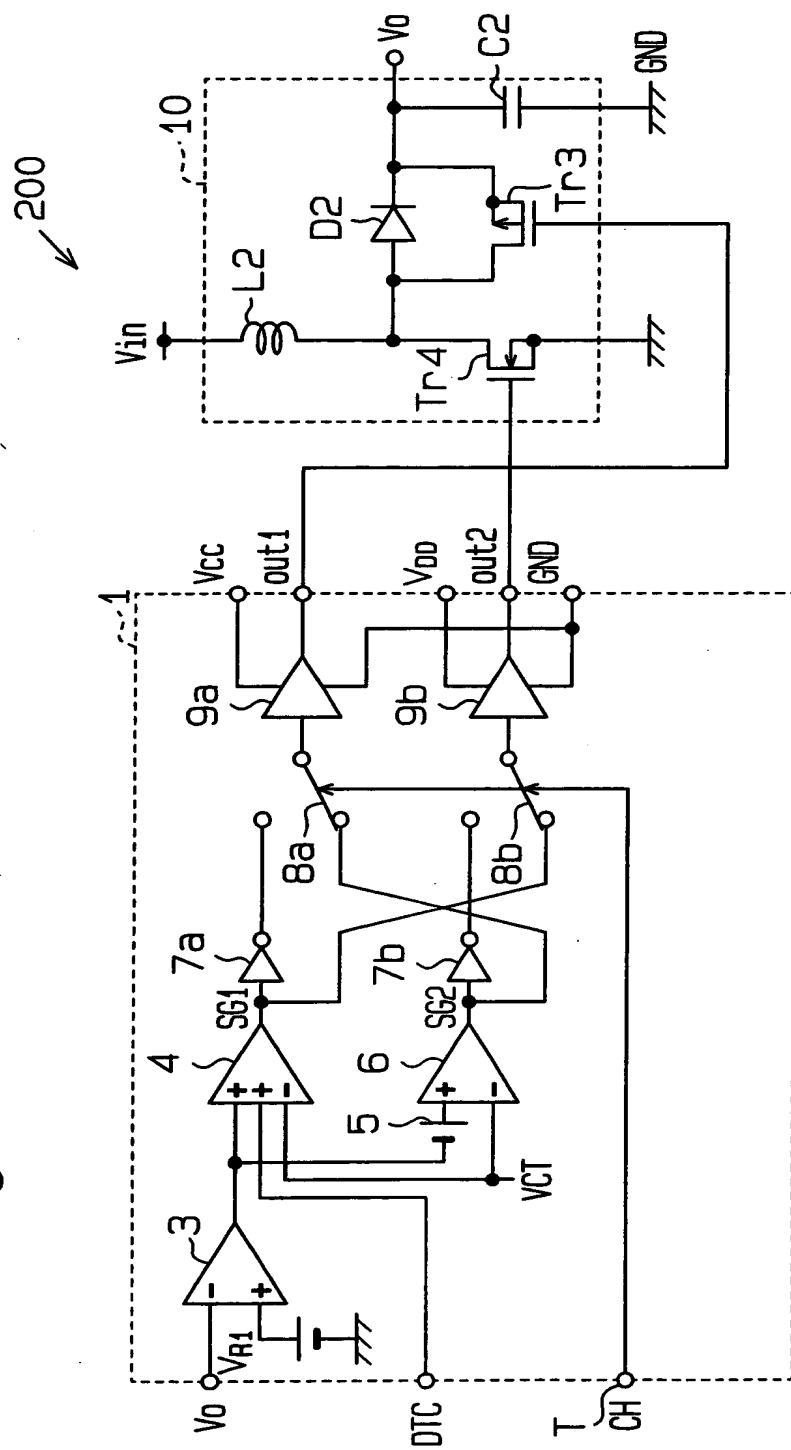 200
10
Vin
L2
D2
Vo
C2
GND
Tr3
Tr4
1
VCC
out1
VDD
out2
GND
9a
9b
8a
8b
7a
7b
SG1
SG2
4
6
5
3
+
+
-
+
-
-
+
VCT
VR1
Vo
DTC
T
CH